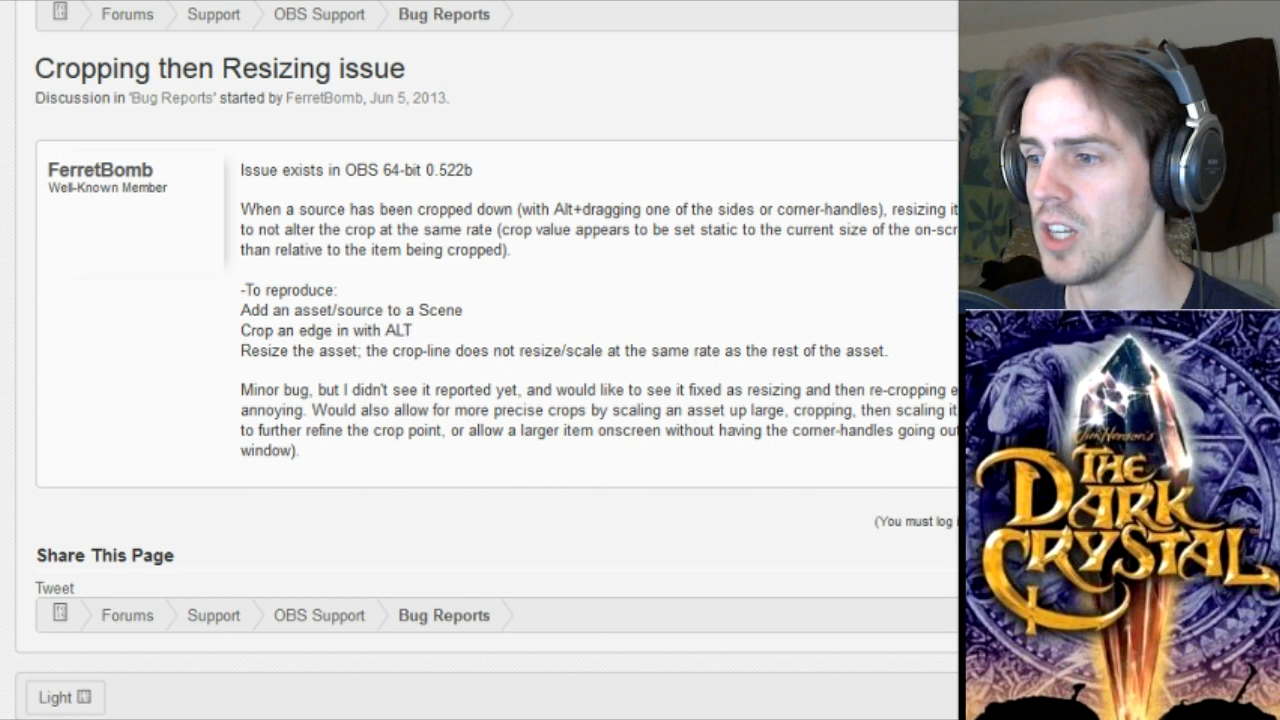 Forums
Support
OBS Support
Bug Reports
Cropping then Resizing issue
Discussion in 'Bug Reports' started by FerretBomb, Jun 5, 2013.
FerretBomb
Well-Known Member
Issue exists in OBS 64-bit 0.522b
When a source has been cropped down (with Alt+dragging one of the sides or corner-handles), resizing it
to not alter the crop at the same rate (crop value appears to be set static to the current size of the on-scr
than relative to the item being cropped).
-To reproduce:
Add an asset/source to a Scene
Crop an edge in with ALT
Resize the asset; the crop-line does not resize/scale at the same rate as the rest of the asset.
Minor bug, but I didn't see it reported yet, and would like to see it fixed as resizing and then re-cropping e
annoying. Would also allow for more precise crops by scaling an asset up large, cropping, then scaling it
to further refine the crop point, or allow a larger item onscreen without having the corner-handles going out
window).
(You must log
Share This Page
Tweet
Forums
Support
OBS Support
Bug Reports
Light
Jim Henson's
THE
DARK
CRYSTAL